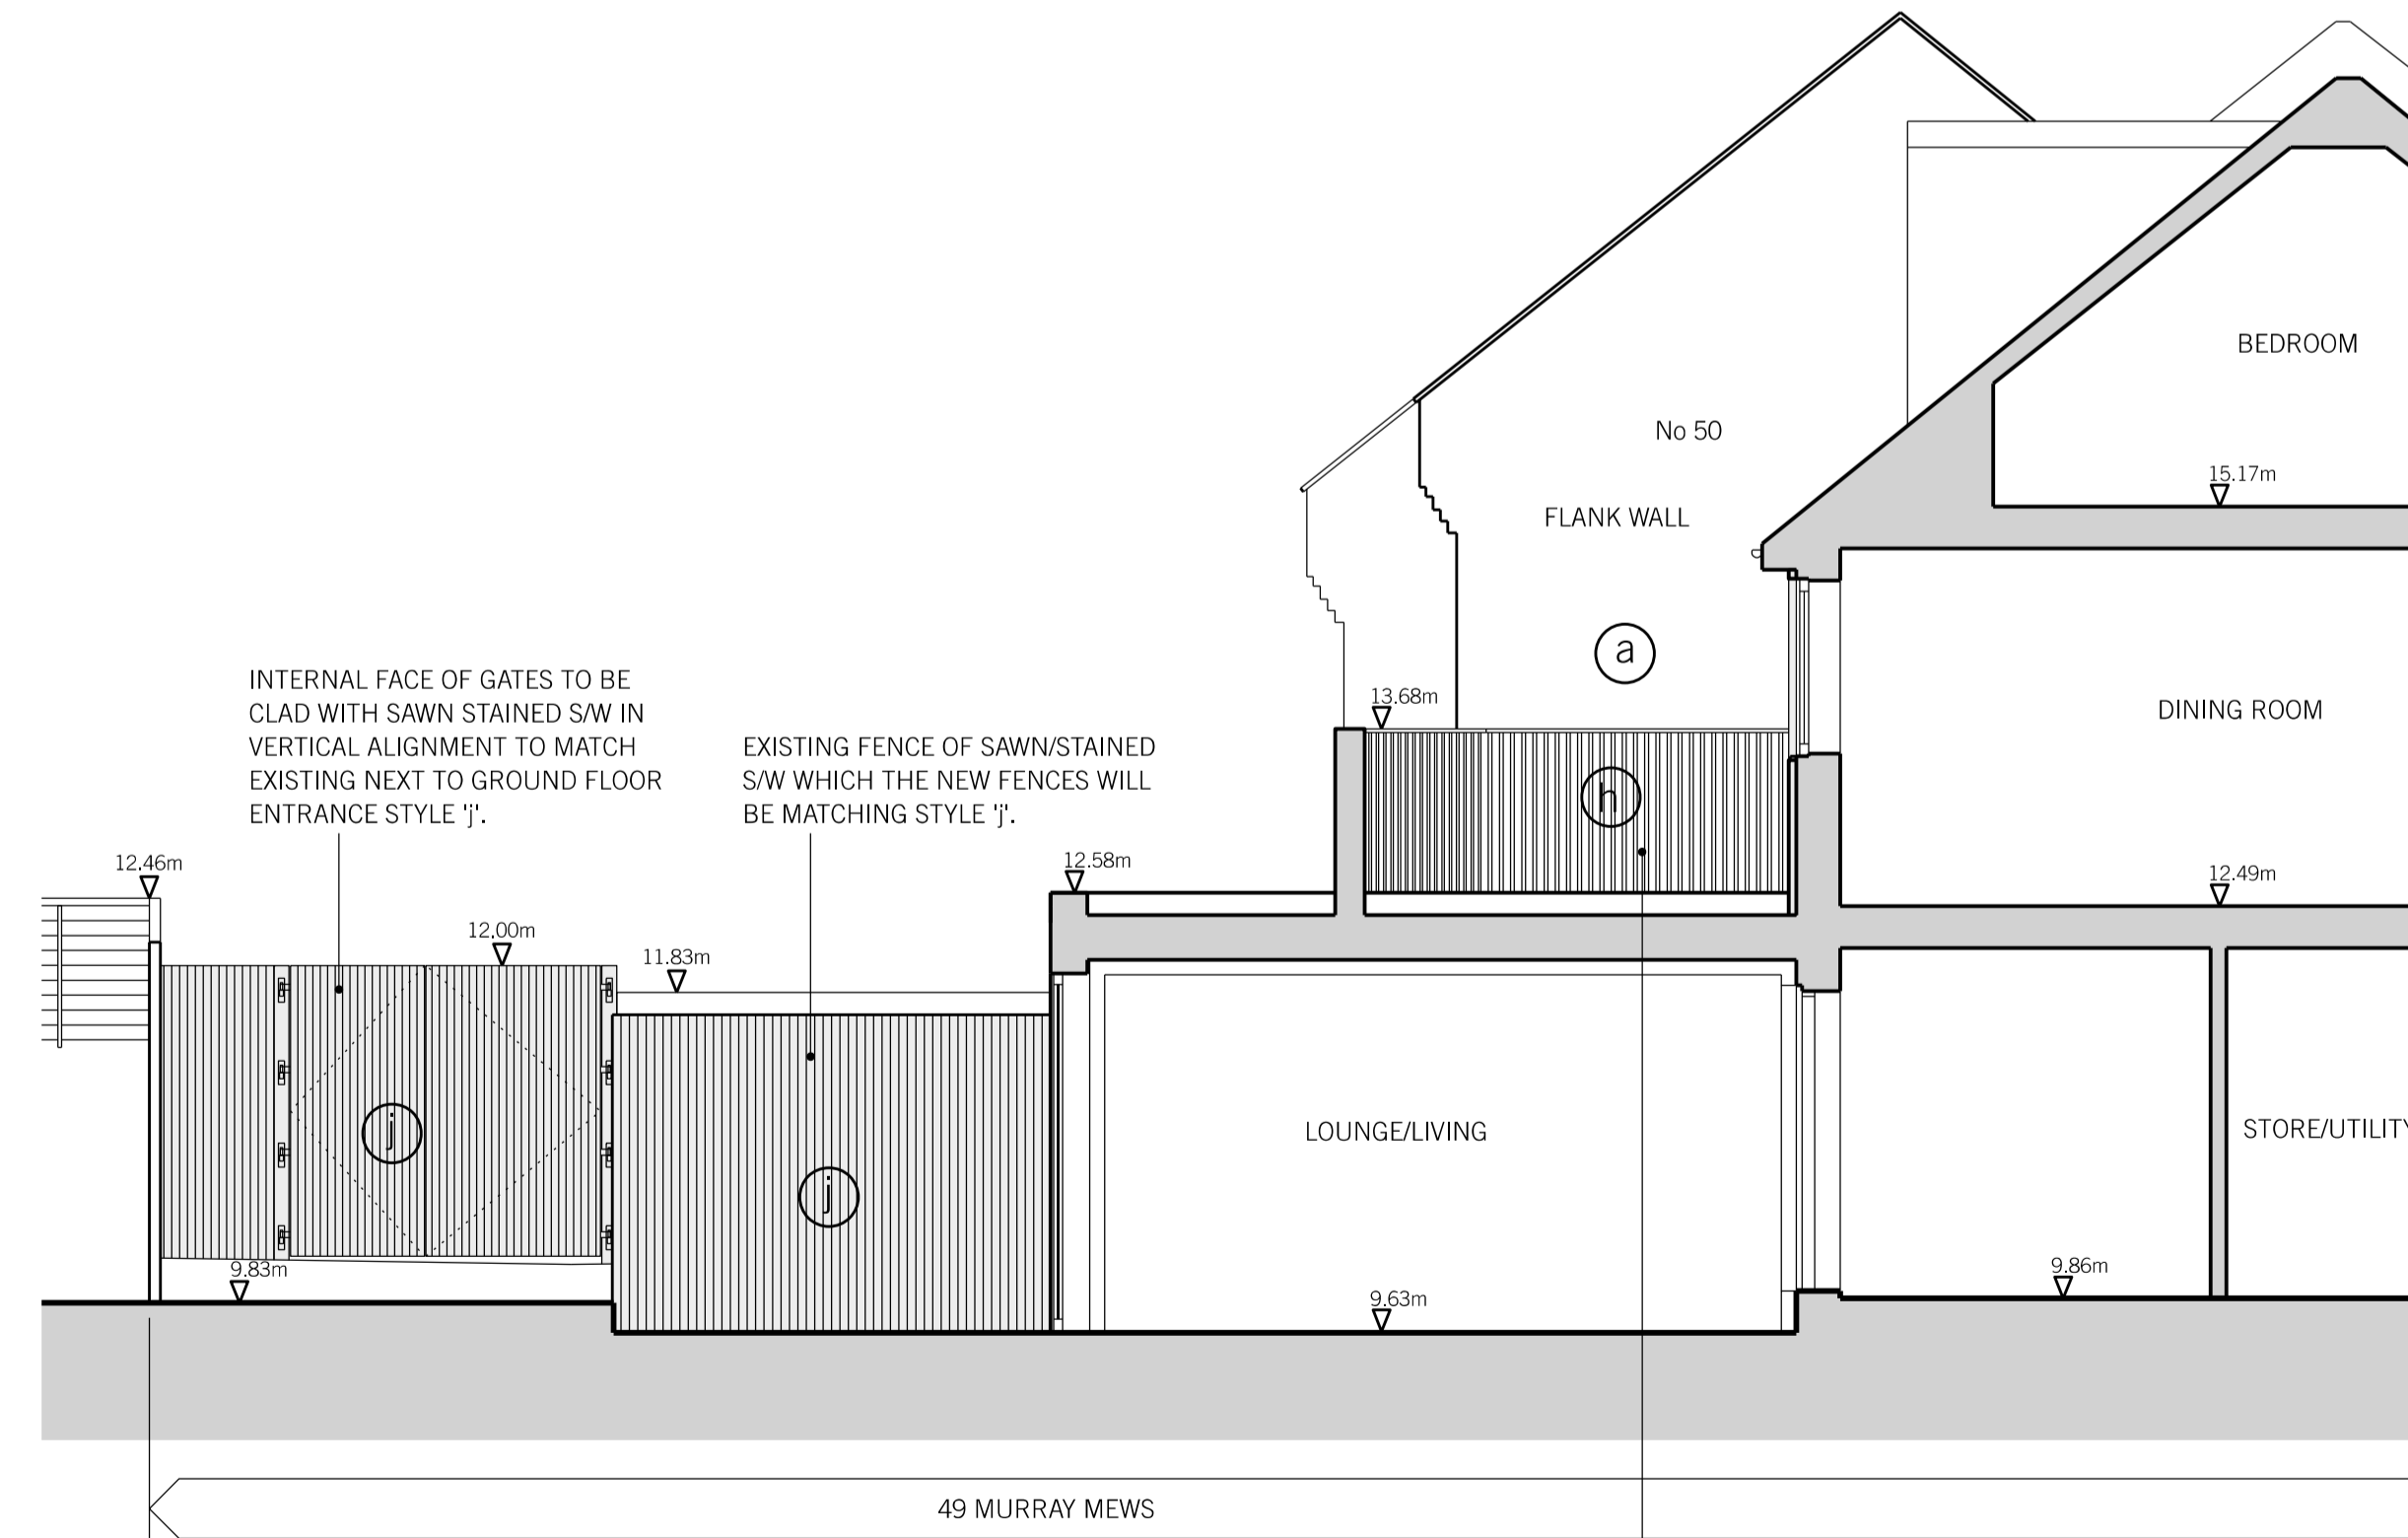 BEDROOM
No 50
15.17m
FLANK WALL
a
INTERNAL FACE OF GATES TO BE
CLAD WITH SAWN STAINED S/W IN
VERTICAL ALIGNMENT TO MATCH
EXISTING NEXT TO GROUND FLOOR
ENTRANCE STYLE 'j'.
EXISTING FENCE OF SAWN/STAINED
S/W WHICH THE NEW FENCES WILL
BE MATCHING STYLE 'j'.
13.68m
DINING ROOM
h
12.46m
12.58m
12.49m
12.00m
11.83m
j
j
LOUNGE/LIVING
STORE/UTILITY
9.83m
9.63m
9.86m
49 MURRAY MEWS